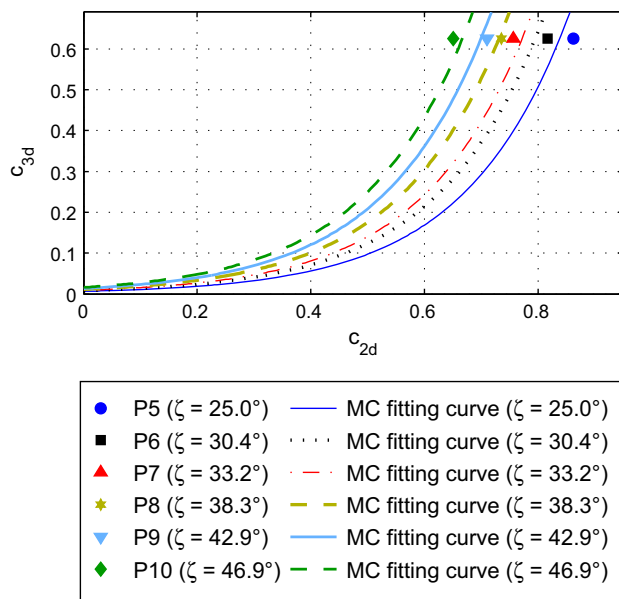 0.6
0.5
0.4
0.3
0.2
0.1
0
c3d
0 0.2 0.4 0.6 0.8
c2d
P5 (ζ = 25.0°) MC fitting curve (ζ = 25.0°)
P6 (ζ = 30.4°) MC fitting curve (ζ = 30.4°)
P7 (ζ = 33.2°) MC fitting curve (ζ = 33.2°)
P8 (ζ = 38.3°) MC fitting curve (ζ = 38.3°)
P9 (ζ = 42.9°) MC fitting curve (ζ = 42.9°)
P10 (ζ = 46.9°) MC fitting curve (ζ = 46.9°)